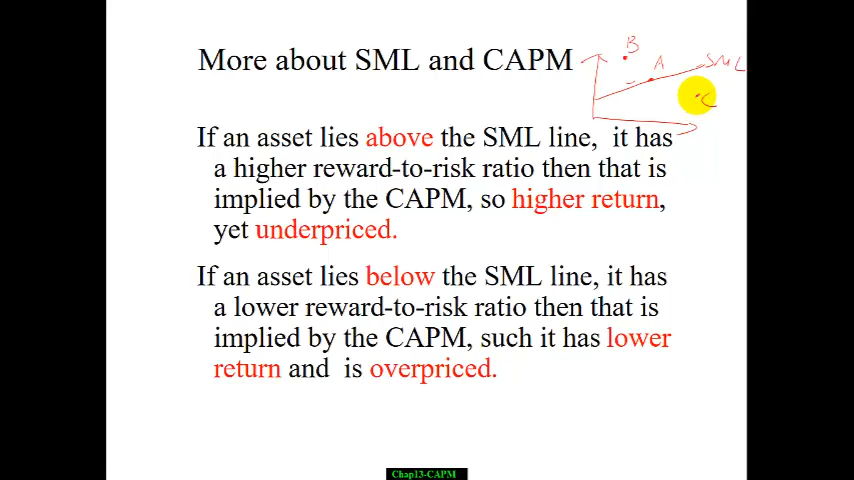 More about SML and CAPM
B
A
SML
C
If an asset lies above the SML line, it has
a higher reward-to-risk ratio then that is
implied by the CAPM, so higher return,
yet underpriced.
If an asset lies below the SML line, it has
a lower reward-to-risk ratio then that is
implied by the CAPM, such it has lower
return and is overpriced.
Chap13-CAPM